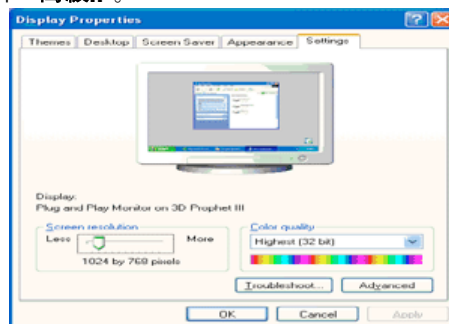 Display Properties
Themes Desktop Screen Saver Appearance Settings
Display:
Plug and Play Monitor on 3D Prophet III
Screen resolution
Less More
1024 by 768 pixels
Color quality
Highest (32 bit)
Troubleshoot... Advanced
OK Cancel Apply